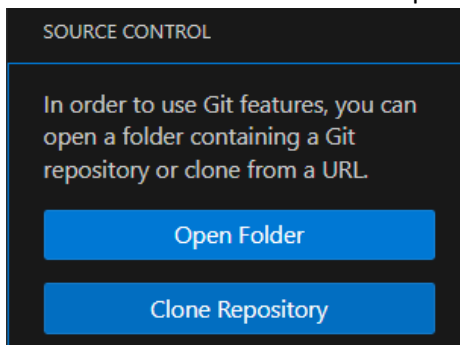 SOURCE CONTROL
In order to use Git features, you can
open a folder containing a Git
repository or clone from a URL.
Open Folder
Clone Repository